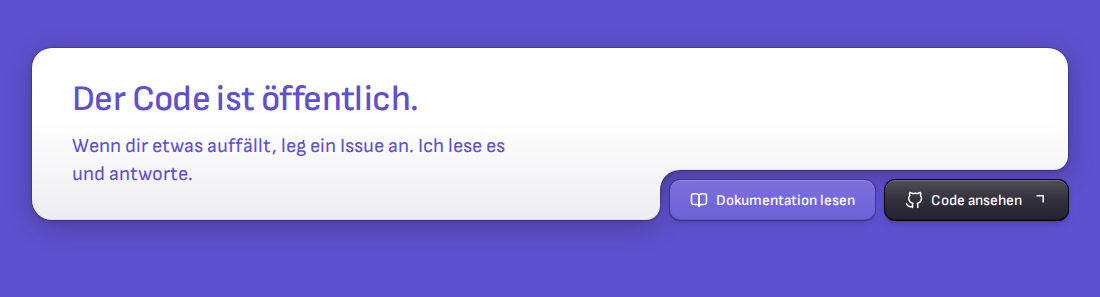 Der Code ist öffentlich.
Wenn dir etwas auffällt, leg ein Issue an. Ich lese es
und antworte.
Dokumentation lesen
Code ansehen